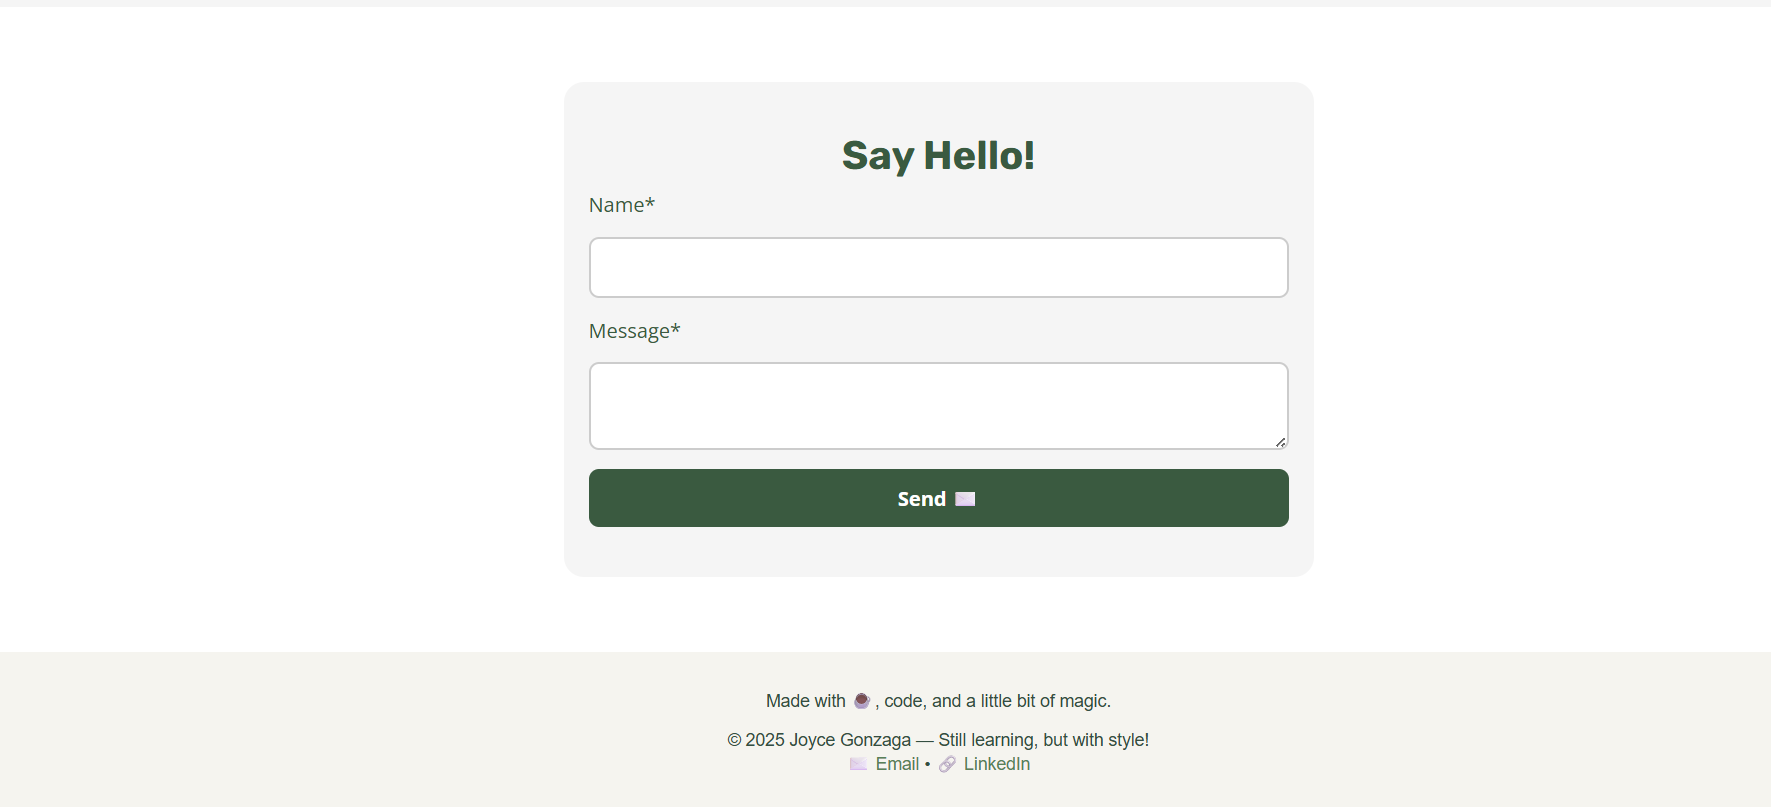 Say Hello!
Name*
Message*
Send ✉️
Made with ☕, code, and a little bit of magic.
© 2025 Joyce Gonzaga — Still learning, but with style!
✉️ Email • 🔗 LinkedIn